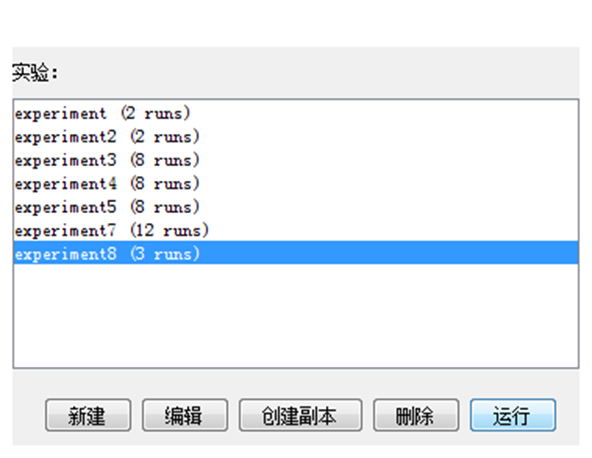 实验：
experiment (2 runs)
experiment2 (2 runs)
experiment3 (8 runs)
experiment4 (8 runs)
experiment5 (8 runs)
experiment7 (12 runs)
experiment8 (3 runs)
新建 编辑 创建副本 删除 运行